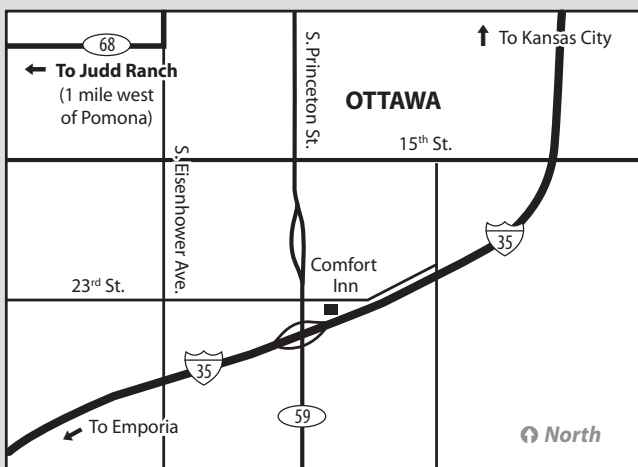 68
To Kansas City
To Judd Ranch
(1 mile west
of Pomona)
S. Princeton St.
OTTAWA
15th St.
S. Eisenhower Ave.
35
Comfort
Inn
23rd St.
35
59
To Emporia
North